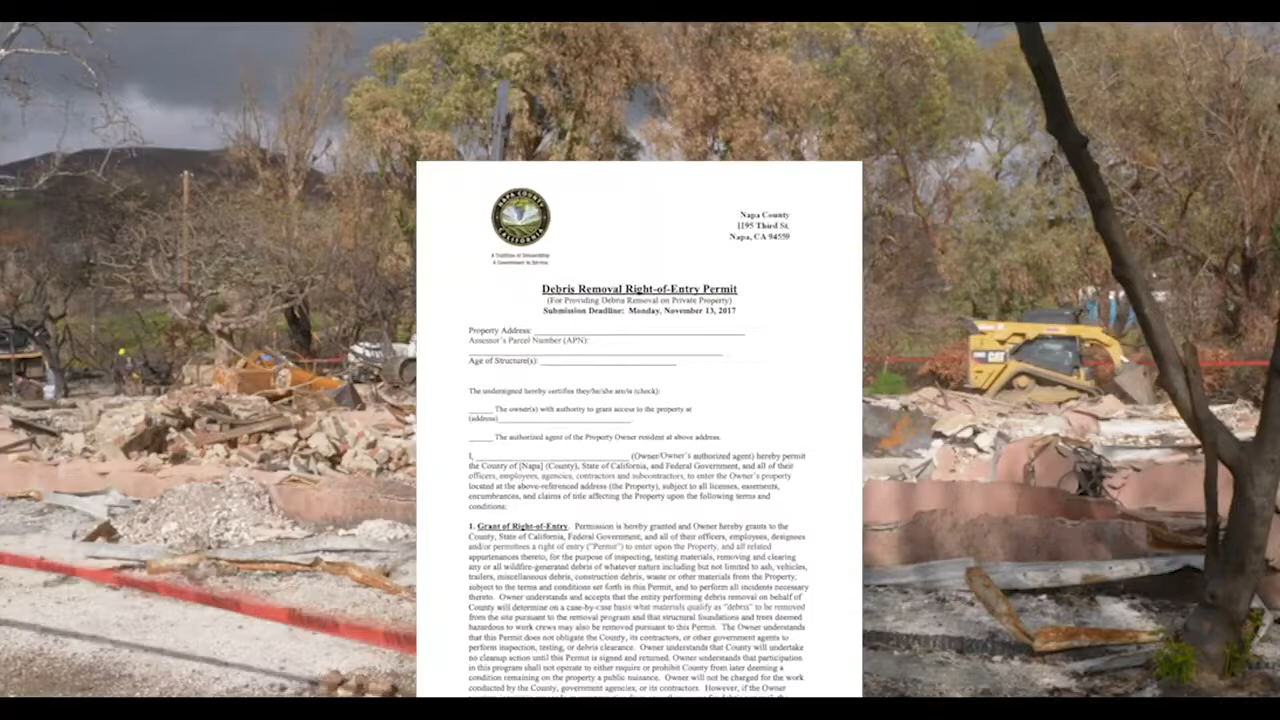 NAPA COUNTY
CALIFORNIA
A Tradition of Stewardship
A Commitment to Service
Napa County
1195 Third St.
Napa, CA 94559
Debris Removal Right-of-Entry Permit
(For Providing Debris Removal on Private Property)
Submission Deadline: Monday, November 13, 2017
Property Address:
Assessor's Parcel Number (APN):
Age of Structure(s):
The undersigned hereby certifies they/he/she are/is (check):
The owner(s) with authority to grant access to the property at
(address)
The authorized agent of the Property Owner resident at above address.
I, (Owner/Owner's authorized agent) hereby permit
the County of [Napa] (County), State of California, and Federal Government, and all of their
officers, employees, agencies, contractors and subcontractors, to enter the Owner's property
located at the above-referenced address (the Property), subject to all licenses, easements,
encumbrances, and claims of title affecting the Property upon the following terms and
conditions:
1. Grant of Right-of-Entry. Permission is hereby granted and Owner hereby grants to the
County, State of California, Federal Government, and all of their officers, employees, designees
and/or permittees a right of entry ("Permit") to enter upon the Property, and all related
appurtenances thereto, for the purpose of inspecting, testing materials, removing and clearing
any or all wildfire-generated debris of whatever nature including but not limited to ash, vehicles,
trailers, miscellaneous debris, construction debris, waste or other materials from the Property,
subject to the terms and conditions set forth in this Permit, and to perform all incidents necessary
thereto. Owner understands and accepts that the entity performing debris removal on behalf of
County will determine on a case-by-case basis what materials qualify as "debris" to be removed
from the site pursuant to the removal program and that structural foundations and trees deemed
hazardous to work crews may also be removed pursuant to this Permit. The Owner understands
that this Permit does not obligate the County, its contractors, or other government agents to
perform inspection, testing, or debris clearance. Owner understands that County will undertake
no cleanup action until this Permit is signed and returned. Owner understands that participation
in this program shall not operate to either require or prohibit County from later deeming a
condition remaining on the property a public nuisance. Owner will not be charged for the work
conducted by the County, government agencies, or its contractors. However, if the Owner
CAT